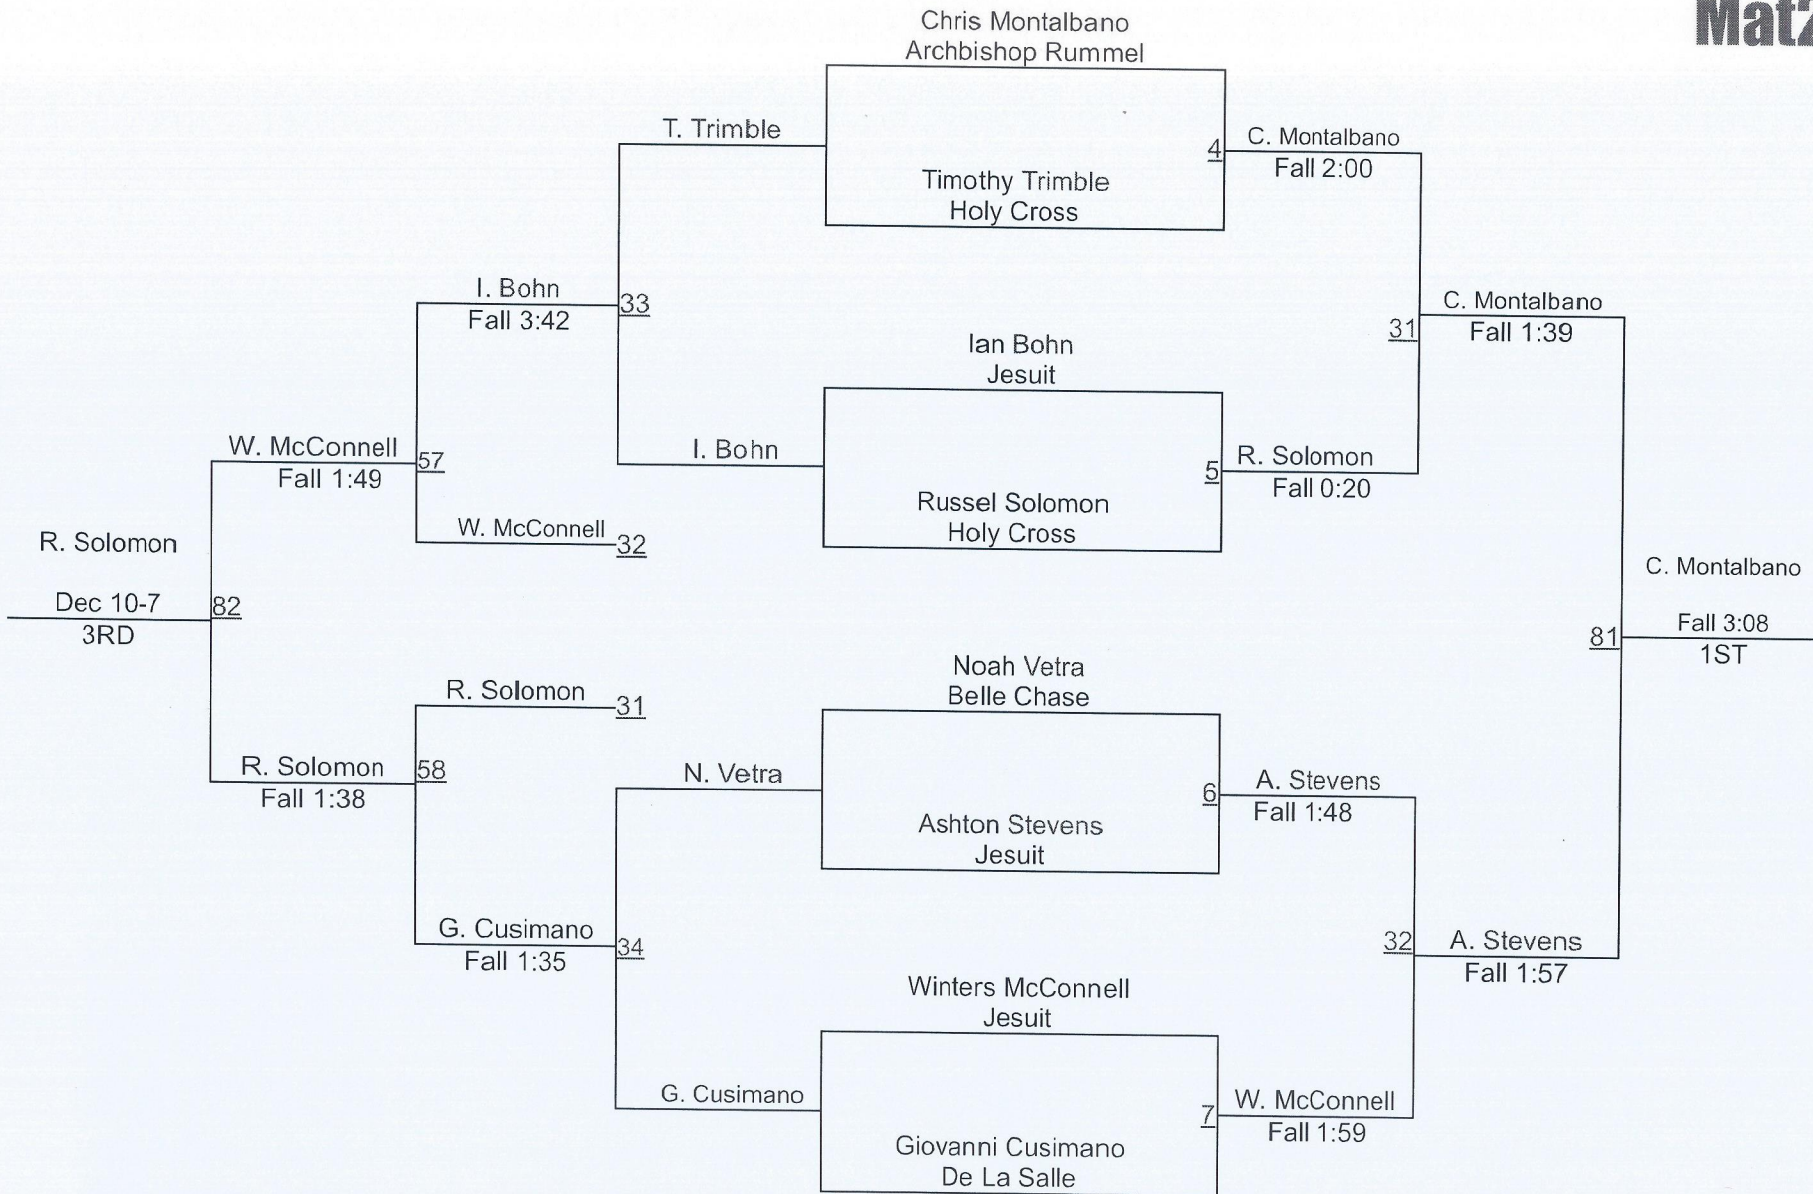 Mat2
Chris Montalbano
Archbishop Rummel
T. Trimble
4
C. Montalbano
Fall 2:00
Timothy Trimble
Holy Cross
I. Bohn
Fall 3:42
33
C. Montalbano
Fall 1:39
31
Ian Bohn
Jesuit
W. McConnell
Fall 1:49
57
I. Bohn
5
R. Solomon
Fall 0:20
Russel Solomon
Holy Cross
W. McConnell
32
R. Solomon
Dec 10-7
3RD
82
C. Montalbano
Fall 3:08
1ST
81
Noah Vetra
Belle Chase
R. Solomon
31
R. Solomon
Fall 1:38
58
N. Vetra
6
A. Stevens
Fall 1:48
Ashton Stevens
Jesuit
G. Cusimano
Fall 1:35
34
32
A. Stevens
Fall 1:57
Winters McConnell
Jesuit
G. Cusimano
7
W. McConnell
Fall 1:59
Giovanni Cusimano
De La Salle